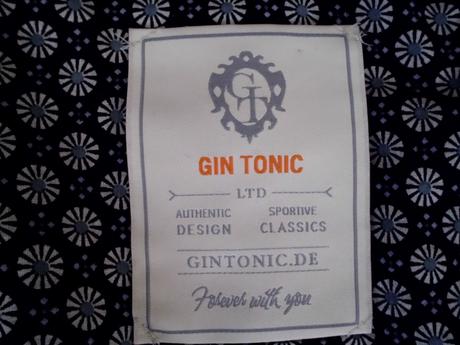 GT
GIN TONIC
LTD
AUTHENTIC SPORTIVE
DESIGN CLASSICS
GINTONIC.DE
Forever with you